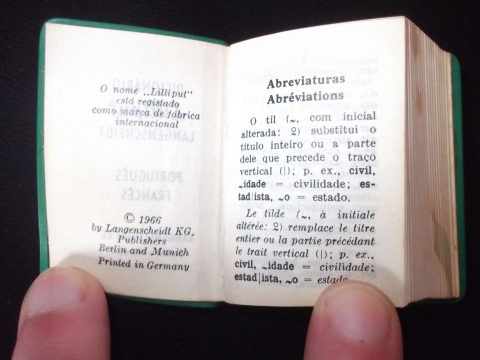 O nome „Lilliput"
está registado
como marca de fábrica
internacional
© 1966
by Langenscheidt KG,
Publishers
Berlin and Munich
Printed in Germany
Abreviaturas
Abréviations
O til (~, com inicial
alterada: 2) substitui o
título inteiro ou a parte
dele que precede o traço
vertical (|); p. ex., civil,
~idade = civilidade; es-
tad|ista, ~o = estado.
Le tilde (~, à initiale
altérée: 2) remplace le titre
entier ou la partie précédant
le trait vertical (|); p. ex.,
civil, ~idade = civilidade;
estad|ista, ~o = estado.